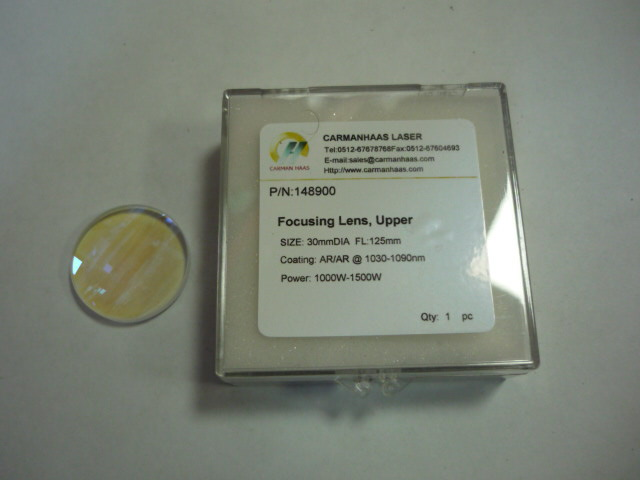 CARMANHAAS LASER
Tel:0512-67678768Fax:0512-67604693
E-mail:sales@carmanhaas.com
Http://www.carmanhaas.com
CARMAN HAAS
P/N:148900
Focusing Lens, Upper
SIZE: 30mmDIA FL:125mm
Coating: AR/AR @ 1030-1090nm
Power: 1000W-1500W
Qty: 1 pc